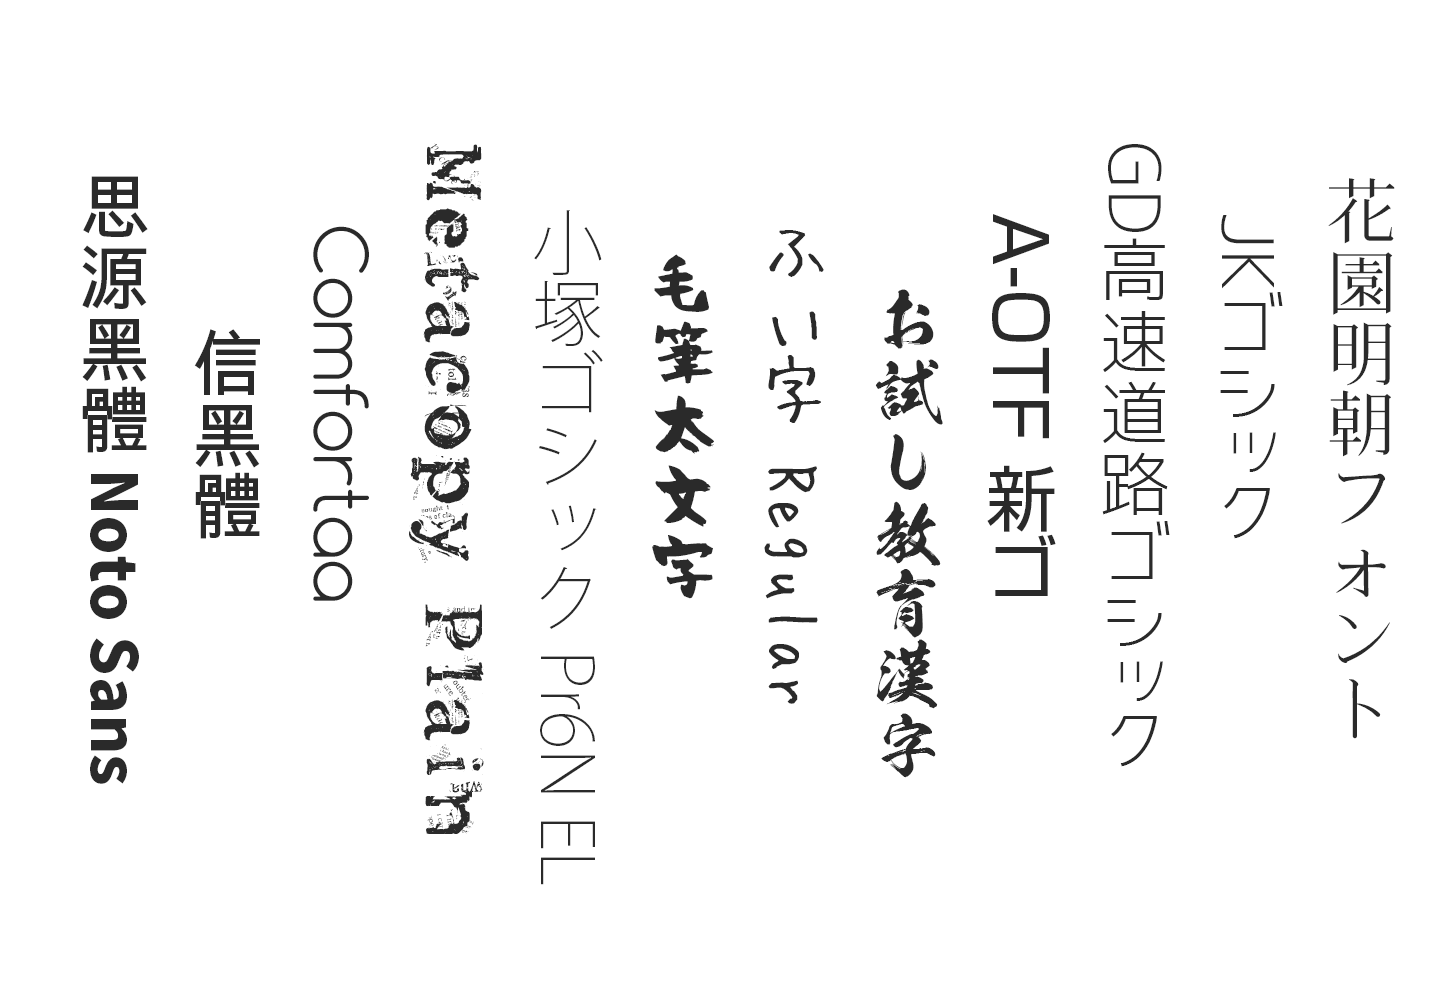 花園明朝フォント
JKゴシック
GD高速道路ゴシック
A-OTF 新ゴ
お試し教育漢字
ふい字 Regular
毛筆太文字
小塚ゴシック Pr6N EL
Metacopy Plain
Comfortaa
信黑體
思源黑體 Noto Sans